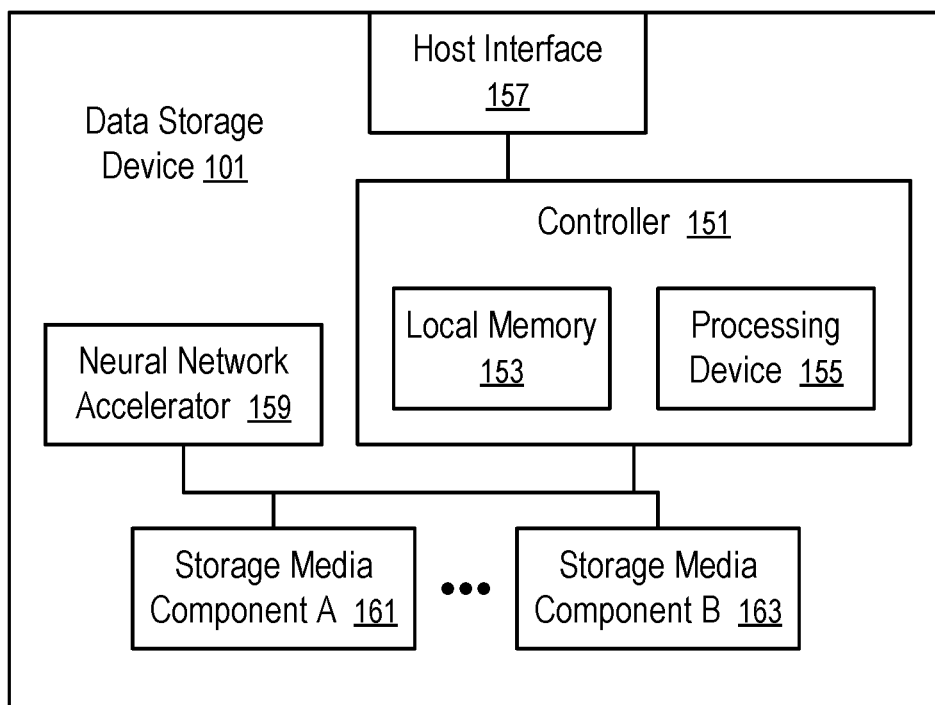 Host Interface
157
Data Storage
Device 101
Controller 151
Local Memory
153
Processing
Device 155
Neural Network
Accelerator 159
Storage Media
Component A 161
Storage Media
Component B 163